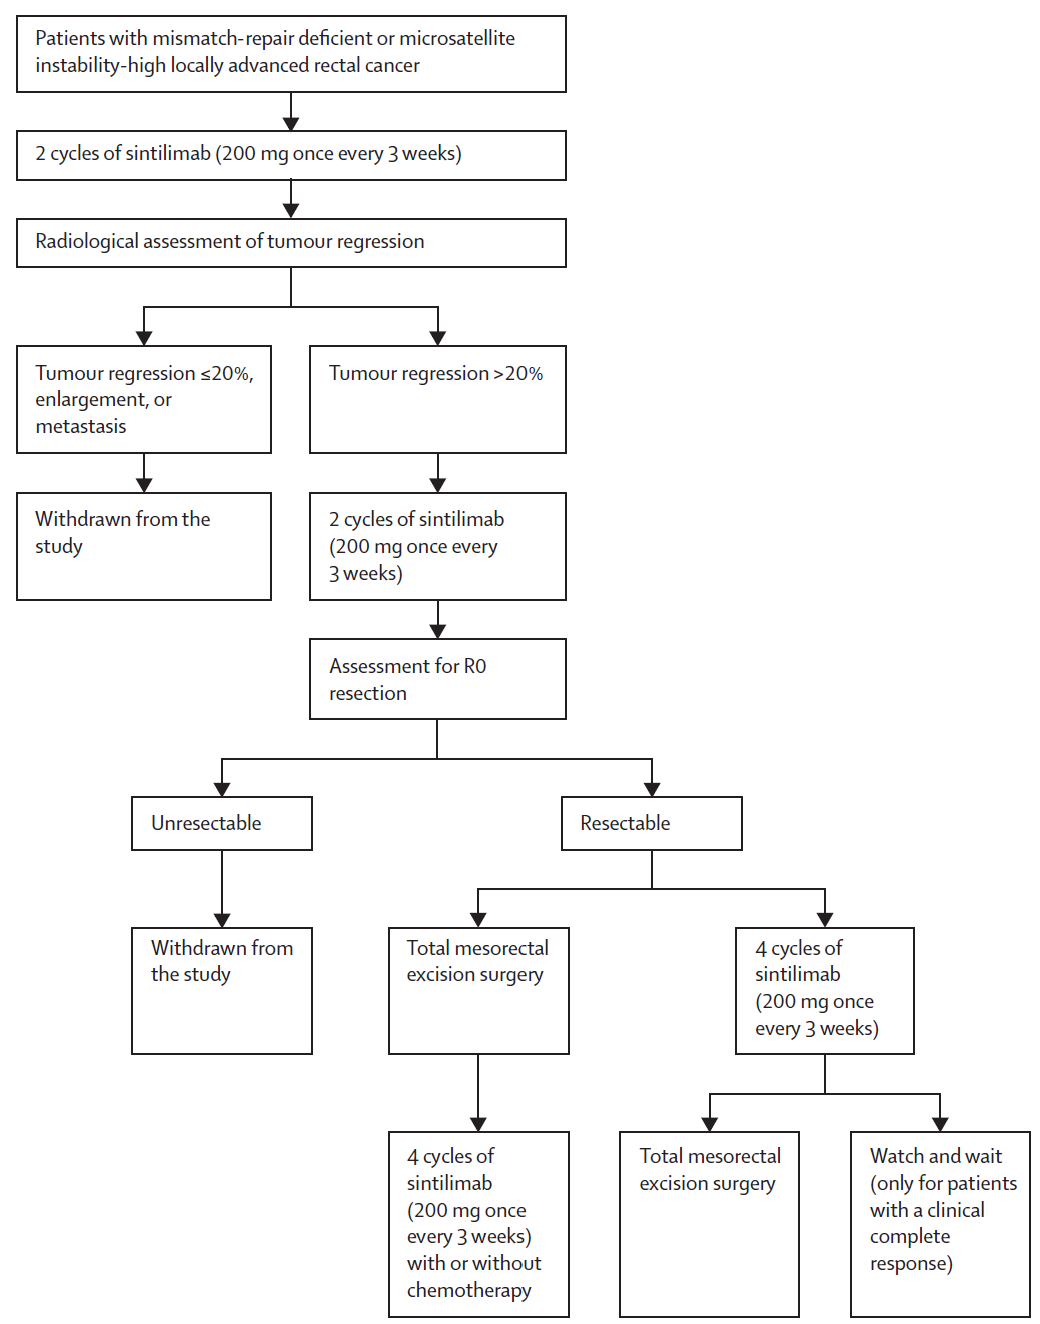 Patients with mismatch-repair deficient or microsatellite
instability-high locally advanced rectal cancer
2 cycles of sintilimab (200 mg once every 3 weeks)
Radiological assessment of tumour regression
Tumour regression ≤20%,
enlargement, or
metastasis
Tumour regression >20%
Withdrawn from the
study
2 cycles of sintilimab
(200 mg once every
3 weeks)
Assessment for R0
resection
Unresectable
Resectable
Withdrawn from
the study
Total mesorectal
excision surgery
4 cycles of
sintilimab
(200 mg once
every 3 weeks)
4 cycles of
sintilimab
(200 mg once
every 3 weeks)
with or without
chemotherapy
Total mesorectal
excision surgery
Watch and wait
(only for patients
with a clinical
complete
response)